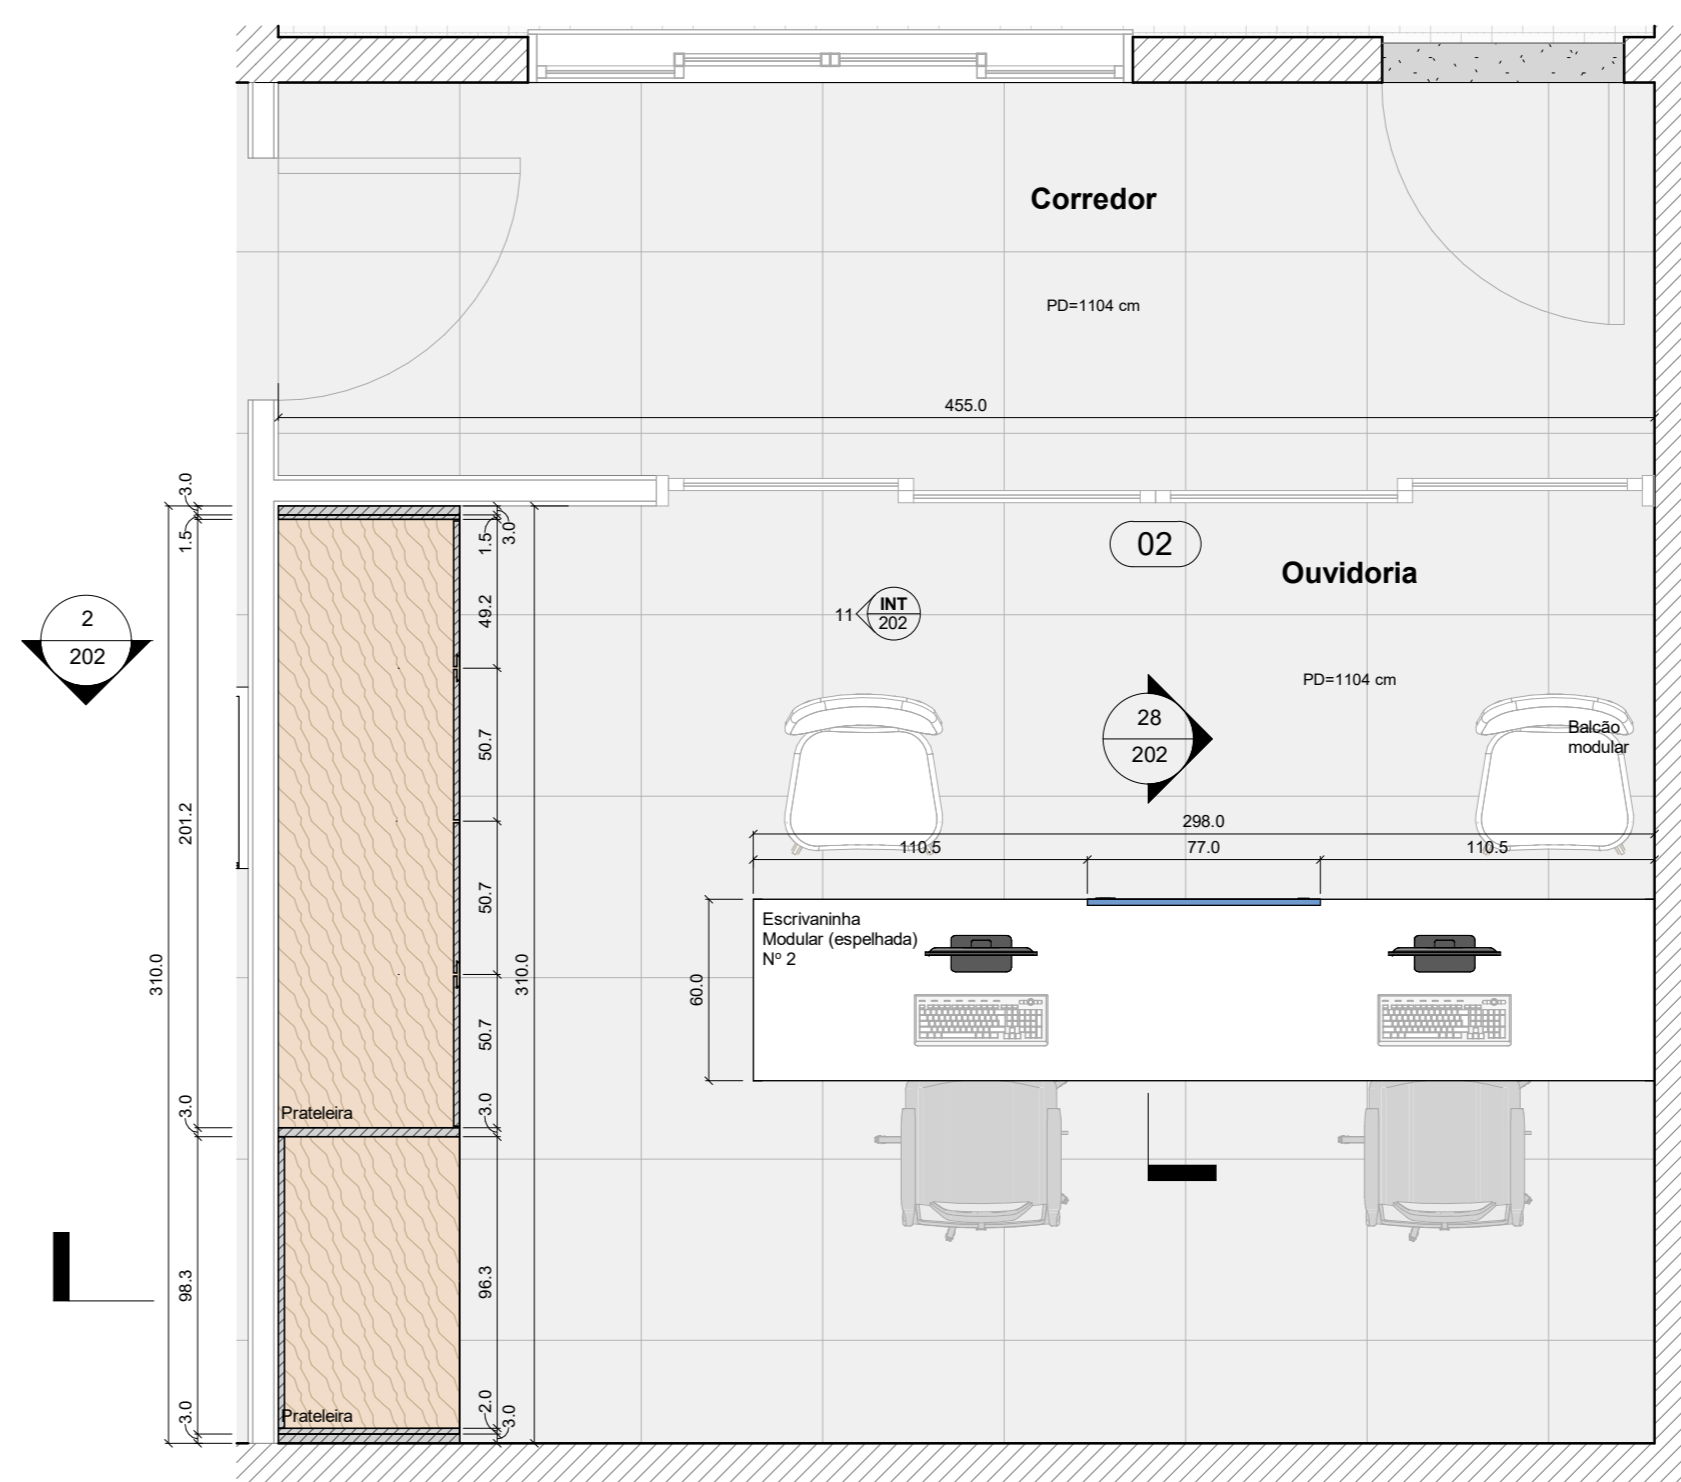 Corredor
PD=1104 cm
455.0
3.0
1.5
1.5
3.0
02
Ouvidoria
49.2
11
INT
202
2
202
PD=1104 cm
28
202
Balcão
modular
50.7
201.2
298.0
110.5
77.0
110.5
Escrivaninha
Modular (espelhada)
Nº 2
50.7
310.0
310.0
60.0
50.7
3.0
3.0
Prateleira
98.3
96.3
3.0
2.0
3.0
Prateleira